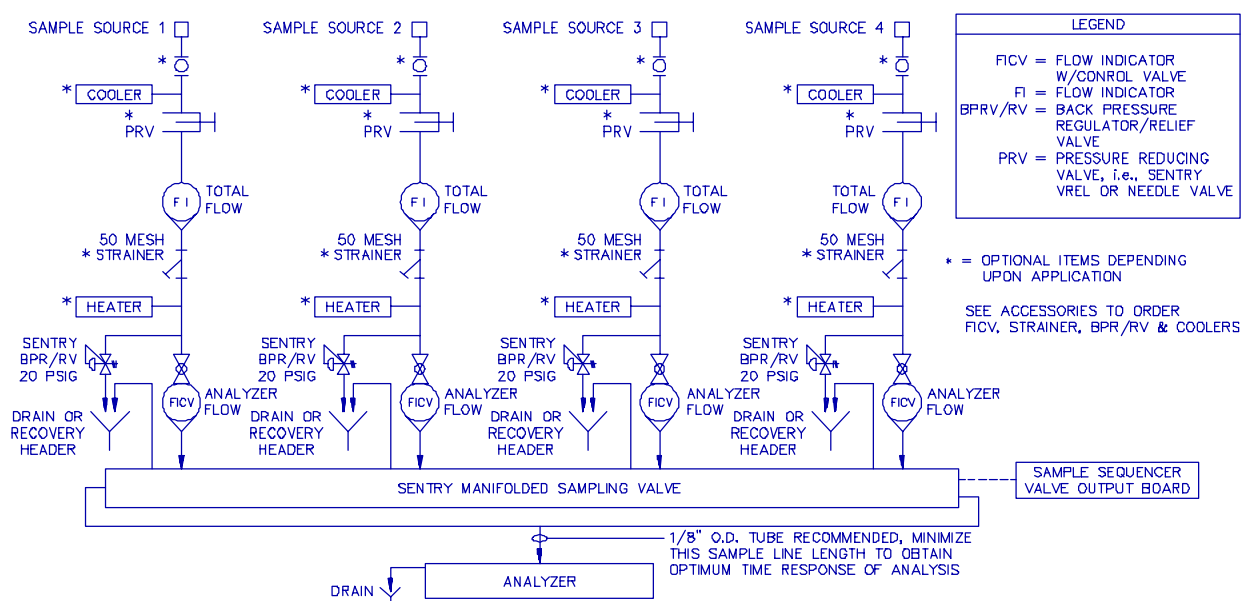 SAMPLE SOURCE 1
SAMPLE SOURCE 2
SAMPLE SOURCE 3
SAMPLE SOURCE 4
*
*
*
*
* COOLER
* COOLER
* COOLER
* COOLER
*
PRV
*
PRV
*
PRV
*
PRV
FI
TOTAL
FLOW
FI
TOTAL
FLOW
FI
TOTAL
FLOW
TOTAL
FLOW
FI
50 MESH
* STRAINER
50 MESH
* STRAINER
50 MESH
* STRAINER
50 MESH
* STRAINER
* HEATER
* HEATER
* HEATER
* HEATER
SENTRY
BPR/RV
20 PSIG
SENTRY
BPR/RV
20 PSIG
SENTRY
BPR/RV
20 PSIG
SENTRY
BPR/RV
20 PSIG
FICV
ANALYZER
FLOW
FICV
ANALYZER
FLOW
FICV
ANALYZER
FLOW
FICV
ANALYZER
FLOW
DRAIN OR
RECOVERY
HEADER
DRAIN OR
RECOVERY
HEADER
DRAIN OR
RECOVERY
HEADER
DRAIN OR
RECOVERY
HEADER
SENTRY MANIFOLDED SAMPLING VALVE
SAMPLE SEQUENCER
VALVE OUTPUT BOARD
1/8" O.D. TUBE RECOMMENDED, MINIMIZE
THIS SAMPLE LINE LENGTH TO OBTAIN
OPTIMUM TIME RESPONSE OF ANALYSIS
ANALYZER
DRAIN
LEGEND
FICV = FLOW INDICATOR
W/CONROL VALVE
FI = FLOW INDICATOR
BPRV/RV = BACK PRESSURE
REGULATOR/RELIEF
VALVE
PRV = PRESSURE REDUCING
VALVE, i.e., SENTRY
VREL OR NEEDLE VALVE
* = OPTIONAL ITEMS DEPENDING
UPON APPLICATION
SEE ACCESSORIES TO ORDER
FICV, STRAINER, BPR/RV & COOLERS